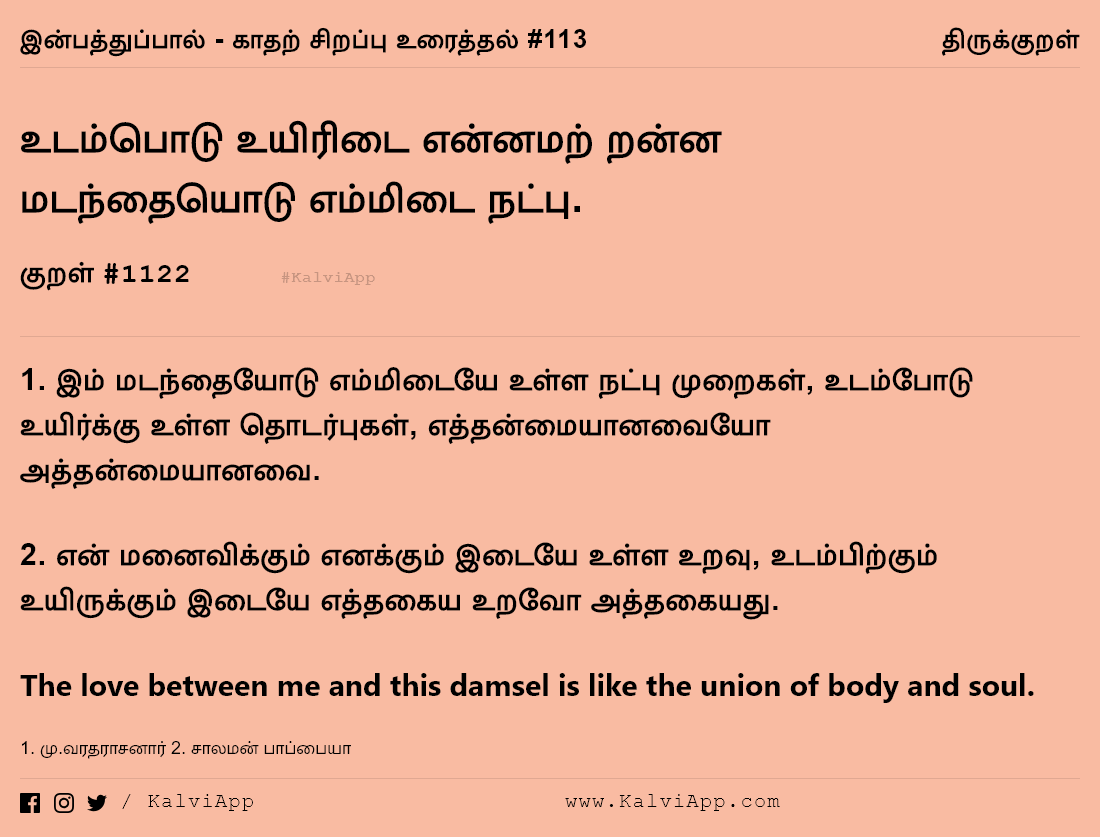 இன்பத்துப்பால் - காதற் சிறப்பு உரைத்தல் #113 திருக்குறள்
உடம்பொடு உயிரிடை என்னமற் றன்ன
மடந்தையொடு எம்மிடை நட்பு.
குறள் #1122 #KalviApp
1. இம் மடந்தையோடு எம்மிடையே உள்ள நட்பு முறைகள், உடம்போடு
உயிர்க்கு உள்ள தொடர்புகள், எத்தன்மையானவையோ
அத்தன்மையானவை.
2. என் மனைவிக்கும் எனக்கும் இடையே உள்ள உறவு, உடம்பிற்கும்
உயிருக்கும் இடையே எத்தகைய உறவோ அத்தகையது.
The love between me and this damsel is like the union of body and soul.
1. மு.வரதராசனார் 2. சாலமன் பாப்பையா
/ KalviApp www.KalviApp.com